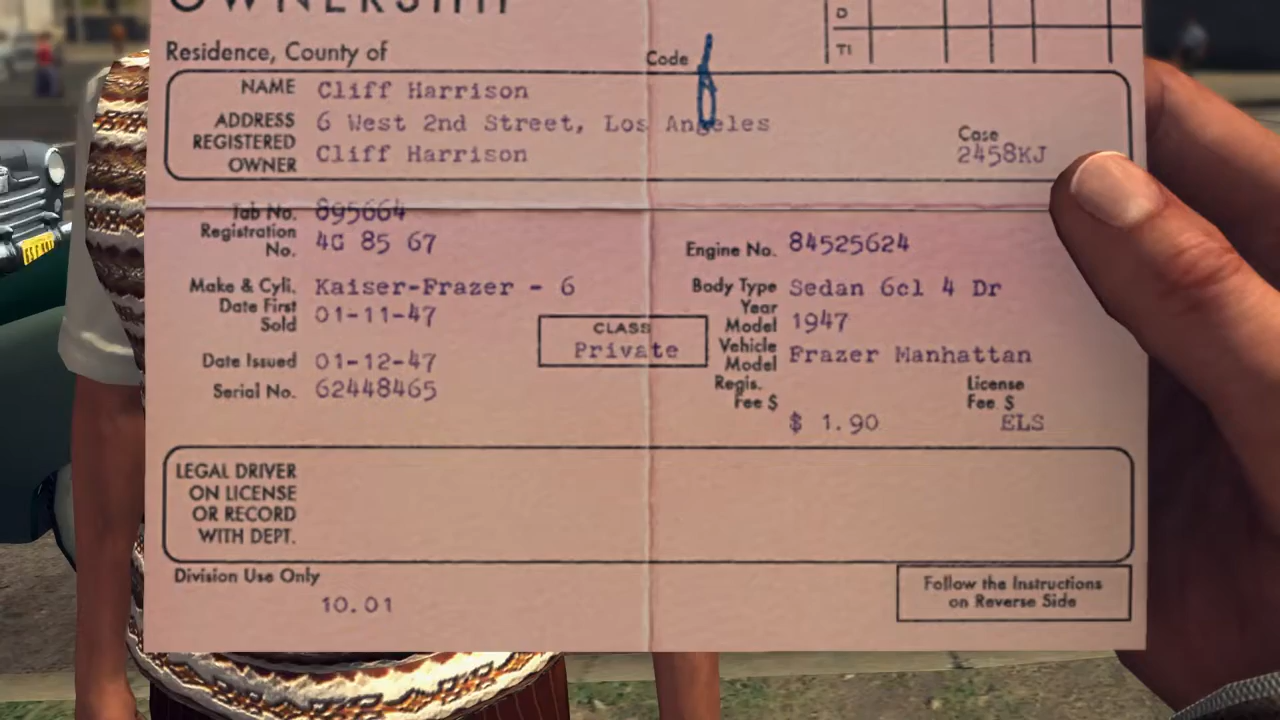 OWNERSHIP
D
T1
Residence, County of
Code
NAME Cliff Harrison
ADDRESS 6 West 2nd Street, Los Angeles
REGISTERED OWNER Cliff Harrison
Case
2458KJ
Tab No. 895664
Registration No. 4G 85 67
Engine No. 84525624
Make & Cyli. Kaiser-Frazer - 6
Body Type Sedan 6cl 4 Dr
Date First Sold 01-11-47
Year Model 1947
CLASS
Private
Date Issued 01-12-47
Vehicle Model Frazer Manhattan
Serial No. 62448465
Regis. Fee $
$ 1.90
License Fee $
ELS
LEGAL DRIVER
ON LICENSE
OR RECORD
WITH DEPT.
Division Use Only
10.01
Follow the Instructions
on Reverse Side